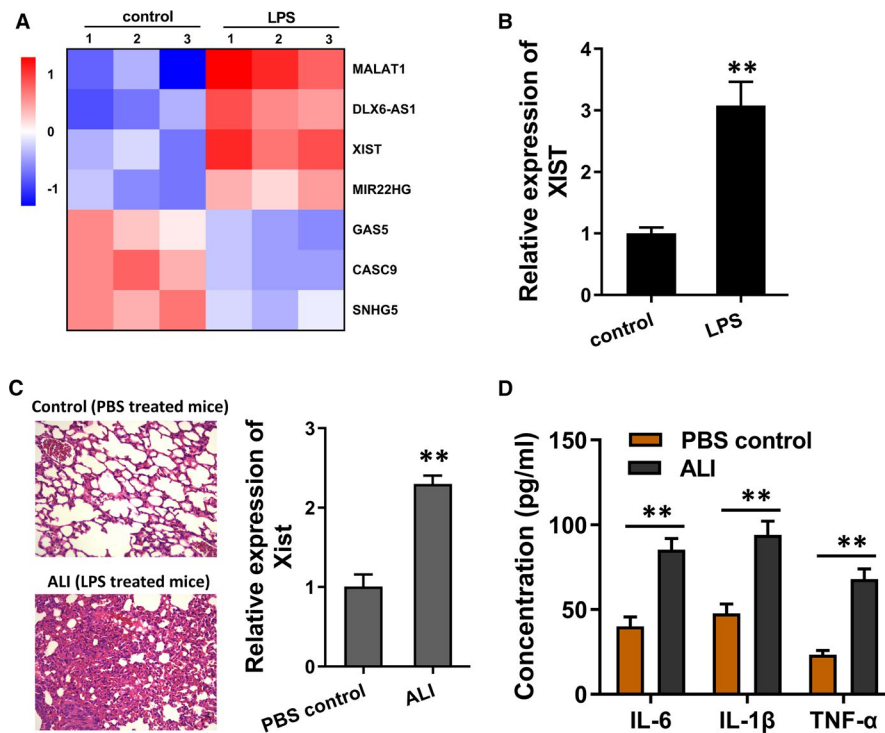 A
control LPS
1 2 3 1 2 3
1
0
-1
MALAT1
DLX6-AS1
XIST
MIR22HG
GAS5
CASC9
SNHG5
B
Relative expression of
XIST
4
3
2
1
0
**
control
LPS
C
Control (PBS treated mice)
ALI (LPS treated mice)
Relative expression of
Xist
3
2
1
0
**
PBS control
ALI
D
Concentration (pg/ml)
150
100
50
0
PBS control
ALI
**
**
**
IL-6 IL-1β TNF-α